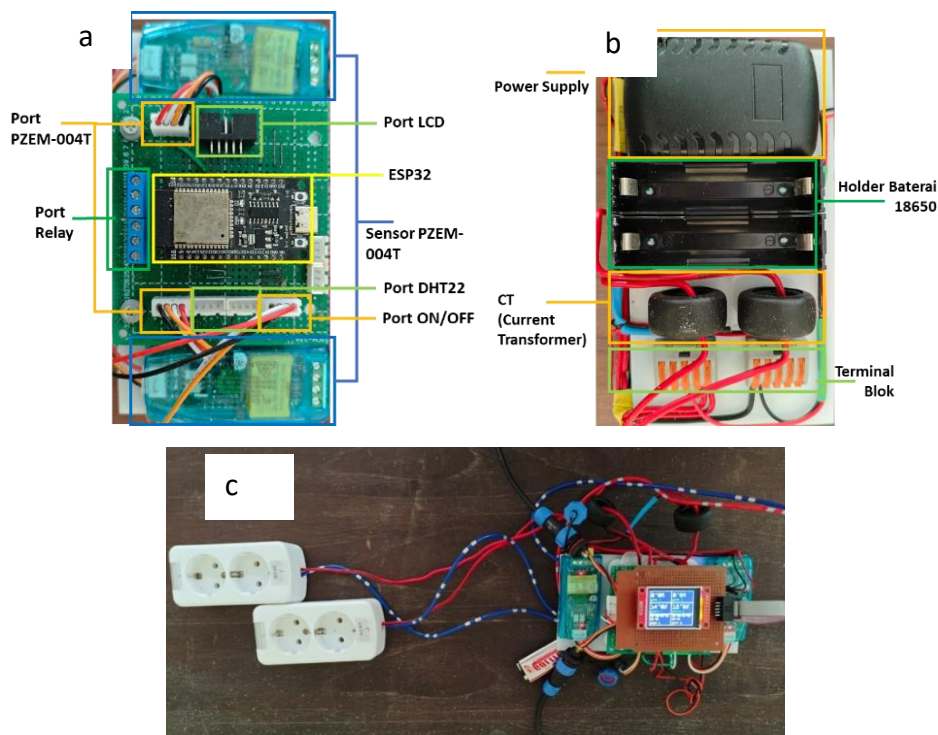 a
Port
PZEM-004T
Port LCD
ESP32
Port
Relay
Sensor PZEM-
004T
Port DHT22
Port ON/OFF
b
Power Supply
Holder Baterai
18650
CT
(Current
Transformer)
Terminal
Blok
c